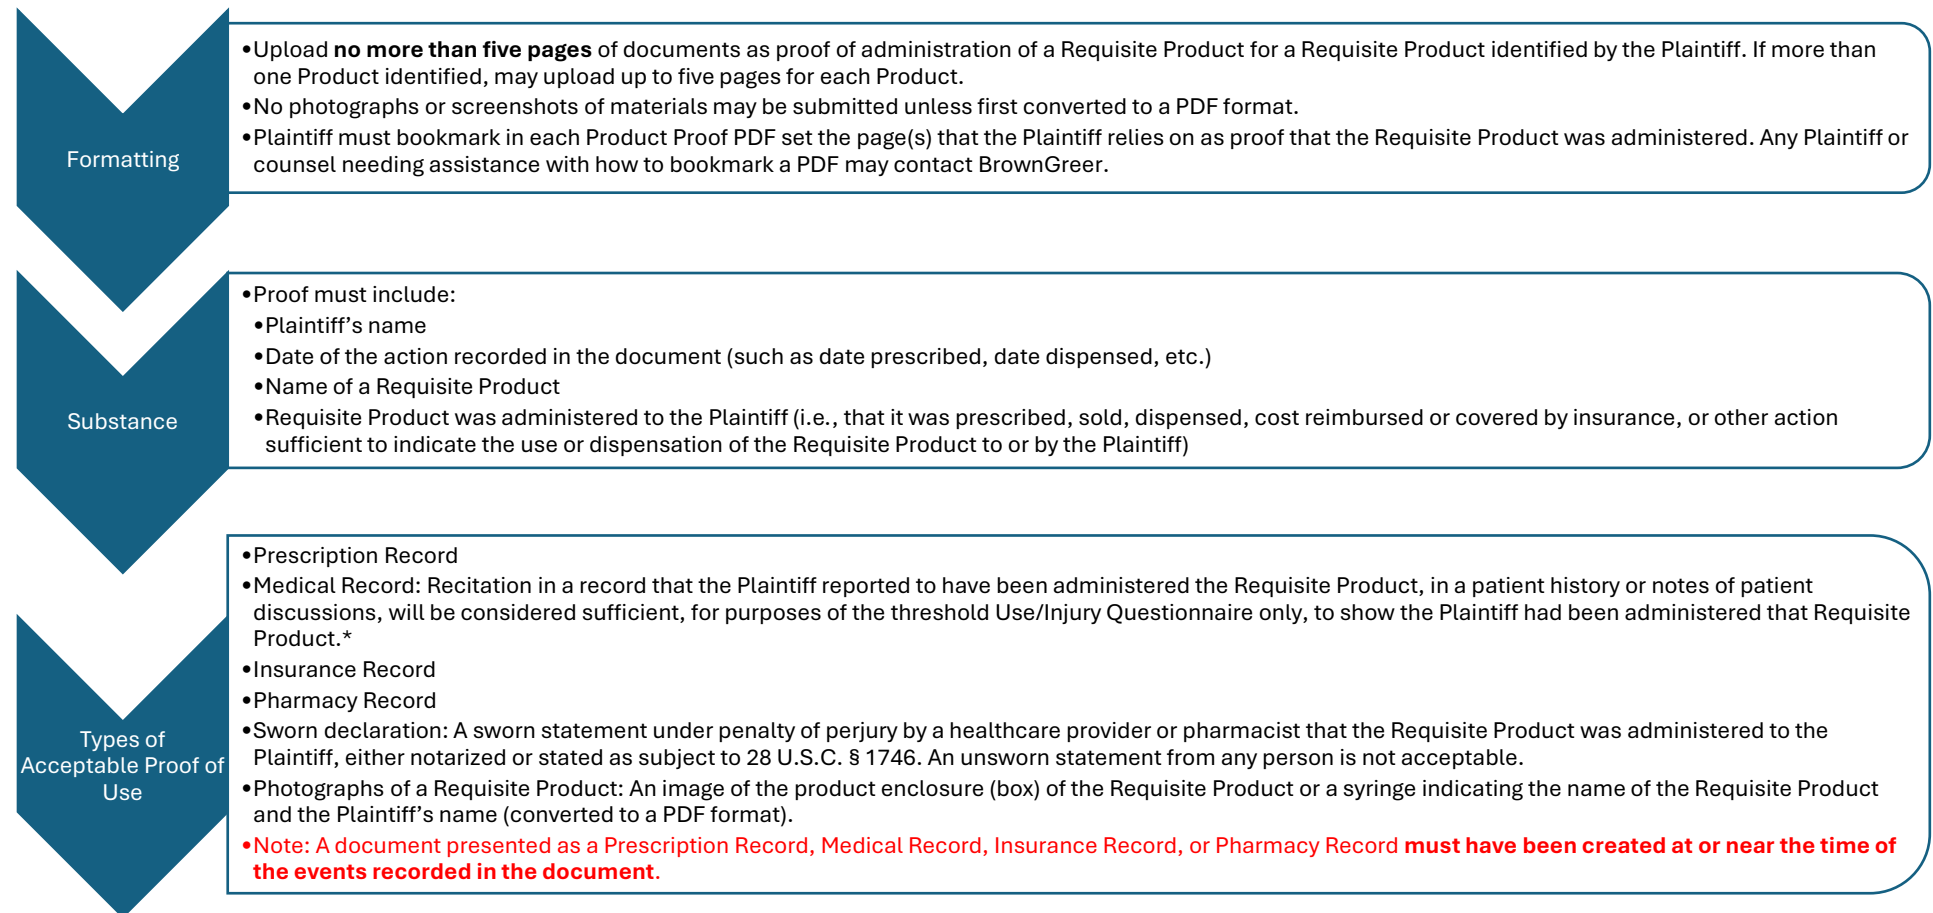 Formatting
•Upload no more than five pages of documents as proof of administration of a Requisite Product for a Requisite Product identified by the Plaintiff. If more than
one Product identified, may upload up to five pages for each Product.
•No photographs or screenshots of materials may be submitted unless first converted to a PDF format.
•Plaintiff must bookmark in each Product Proof PDF set the page(s) that the Plaintiff relies on as proof that the Requisite Product was administered. Any Plaintiff or
counsel needing assistance with how to bookmark a PDF may contact BrownGreer.
Substance
•Proof must include:
•Plaintiff’s name
•Date of the action recorded in the document (such as date prescribed, date dispensed, etc.)
•Name of a Requisite Product
•Requisite Product was administered to the Plaintiff (i.e., that it was prescribed, sold, dispensed, cost reimbursed or covered by insurance, or other action
sufficient to indicate the use or dispensation of the Requisite Product to or by the Plaintiff)
Types of
Acceptable Proof of
Use
•Prescription Record
•Medical Record: Recitation in a record that the Plaintiff reported to have been administered the Requisite Product, in a patient history or notes of patient
discussions, will be considered sufficient, for purposes of the threshold Use/Injury Questionnaire only, to show the Plaintiff had been administered that Requisite
Product.*
•Insurance Record
•Pharmacy Record
•Sworn declaration: A sworn statement under penalty of perjury by a healthcare provider or pharmacist that the Requisite Product was administered to the
Plaintiff, either notarized or stated as subject to 28 U.S.C. § 1746. An unsworn statement from any person is not acceptable.
•Photographs of a Requisite Product: An image of the product enclosure (box) of the Requisite Product or a syringe indicating the name of the Requisite Product
and the Plaintiff’s name (converted to a PDF format).
•Note: A document presented as a Prescription Record, Medical Record, Insurance Record, or Pharmacy Record must have been created at or near the time of
the events recorded in the document.